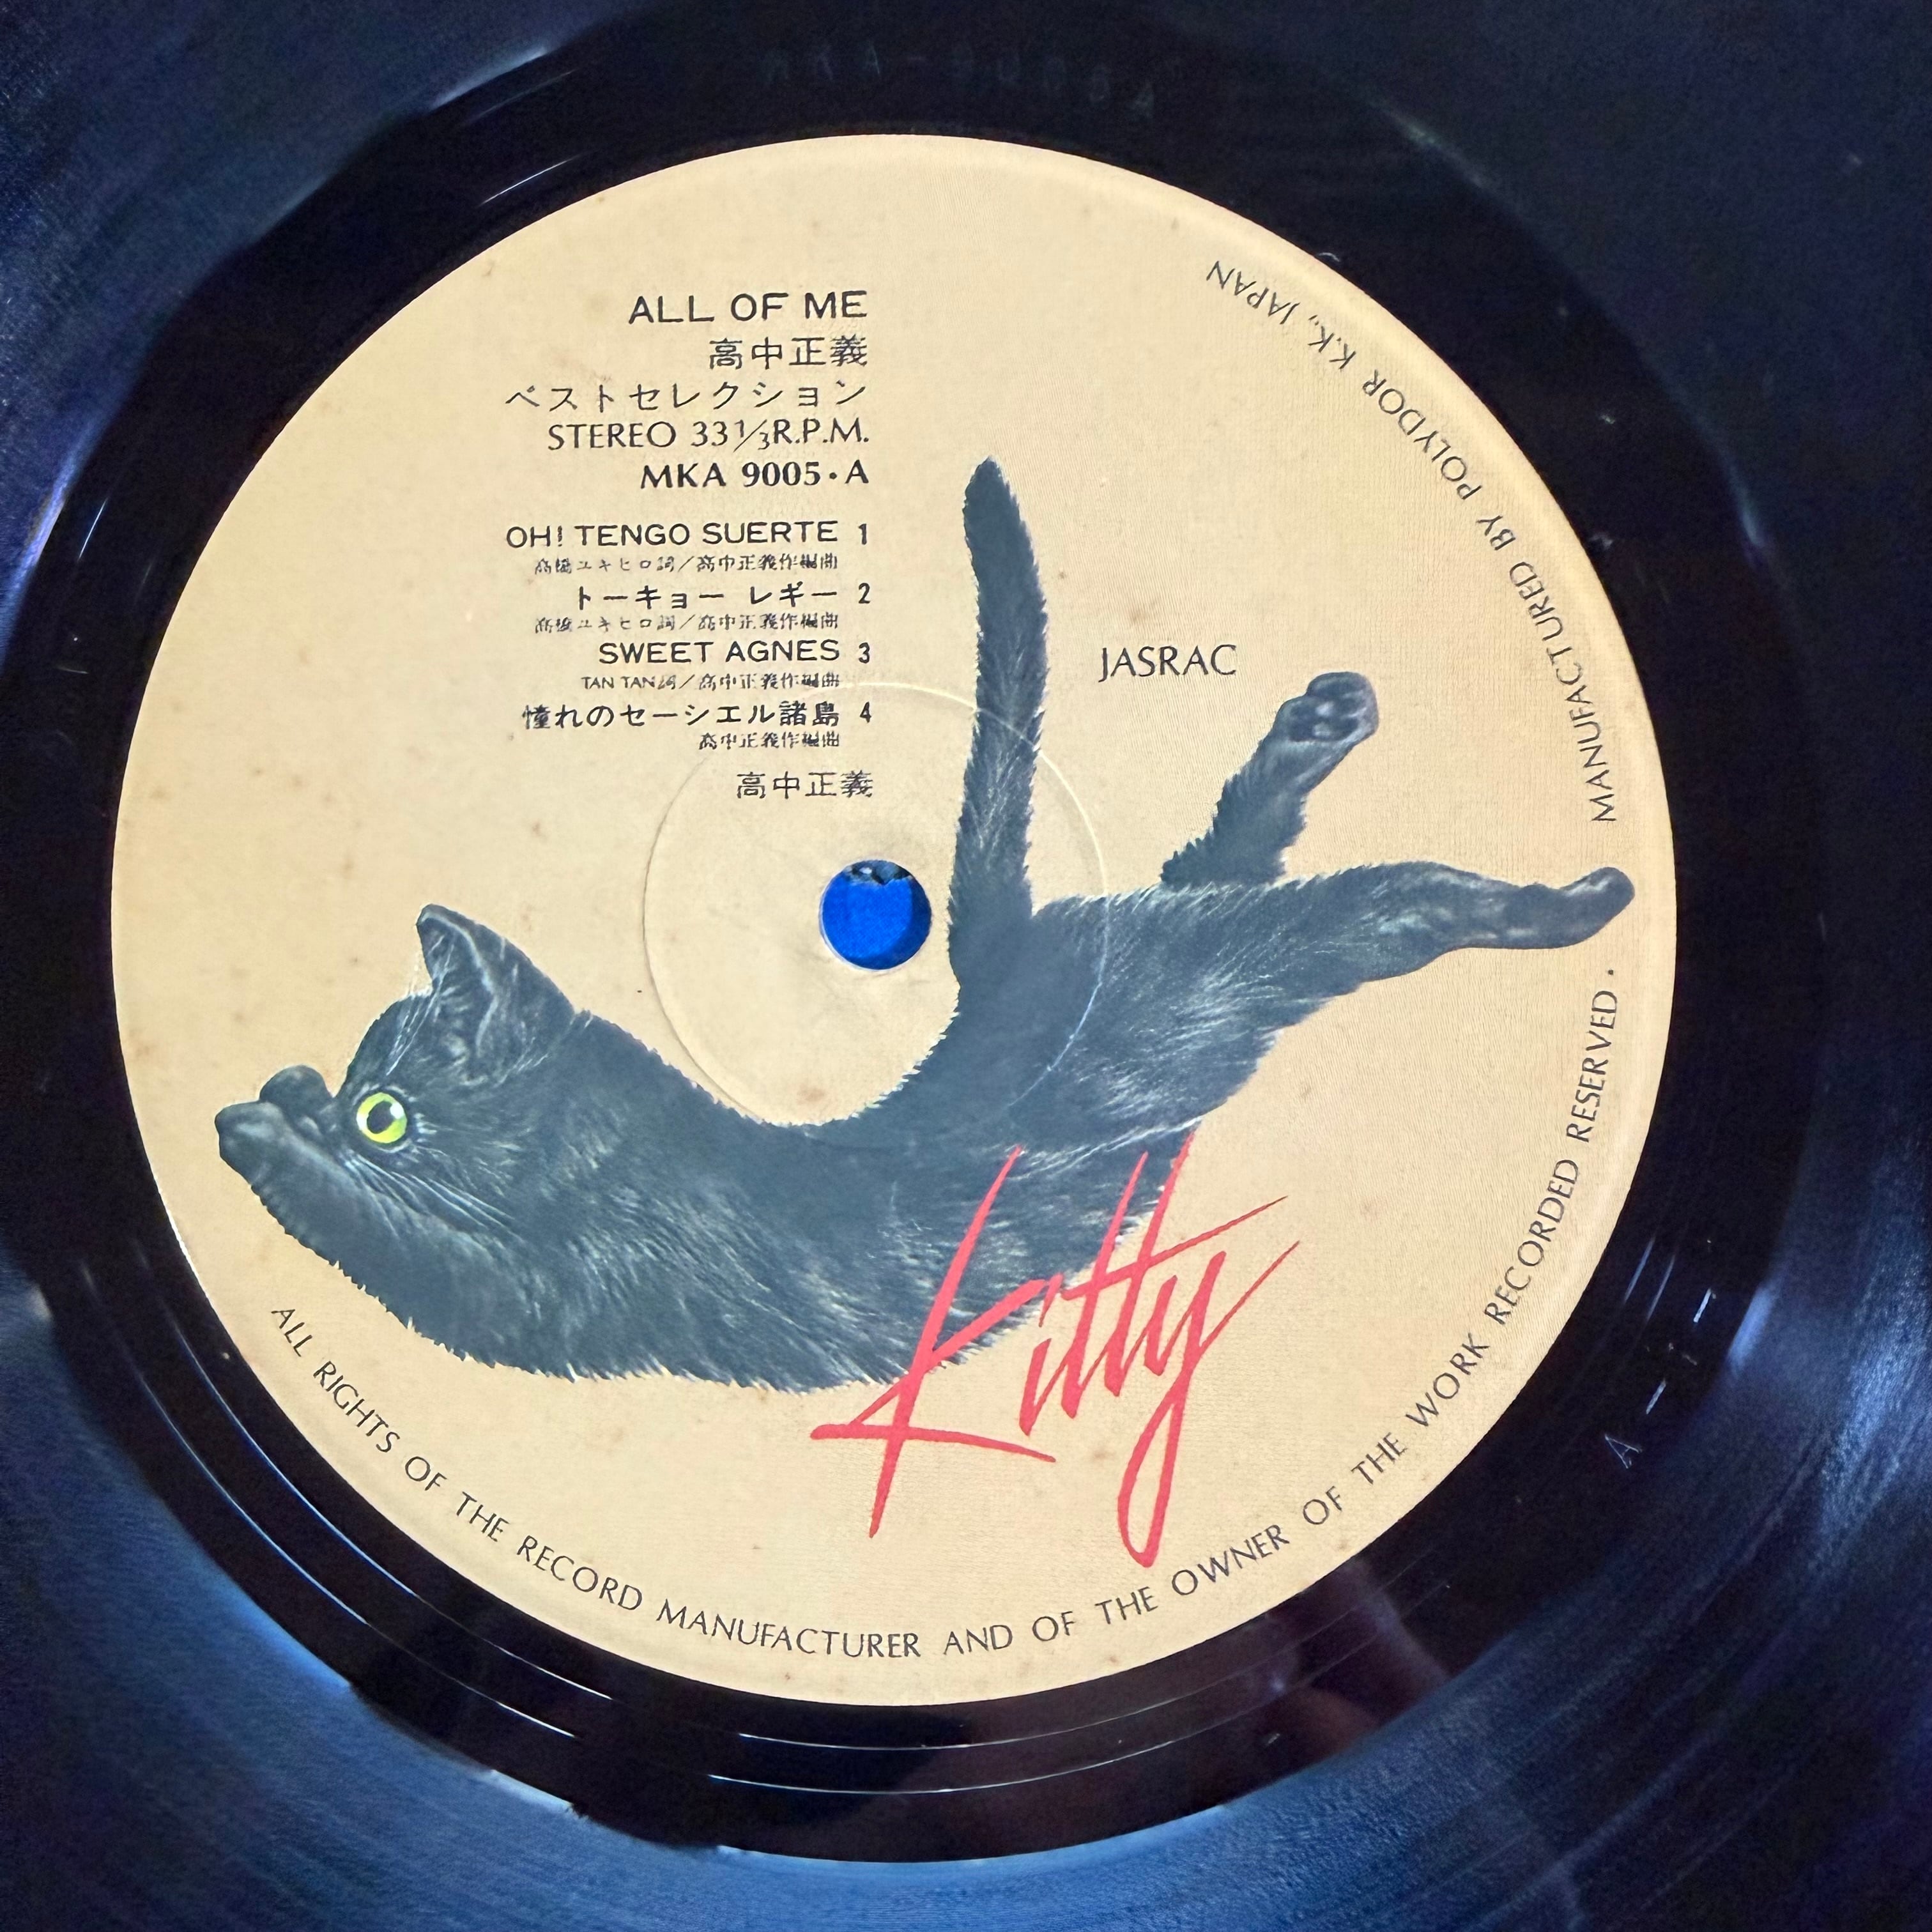 ALL OF ME
高中正義
ベストセレクション
STEREO 33 1/3 R.P.M.
MKA 9005・A
OH! TENGO SUERTE 1
高橋ユキヒロ詞/高中正義作編曲
トーキョー レギー 2
高橋ユキヒロ詞/高中正義作編曲
SWEET AGNES 3
TAN TAN詞/高中正義作編曲
憧れのセーシエル諸島 4
高中正義作編曲
高中正義
JASRAC
Kitty
MANUFACTURED BY POLYDOR K.K., JAPAN
ALL RIGHTS OF THE RECORD MANUFACTURER AND OF THE OWNER OF THE WORK RECORDED RESERVED.